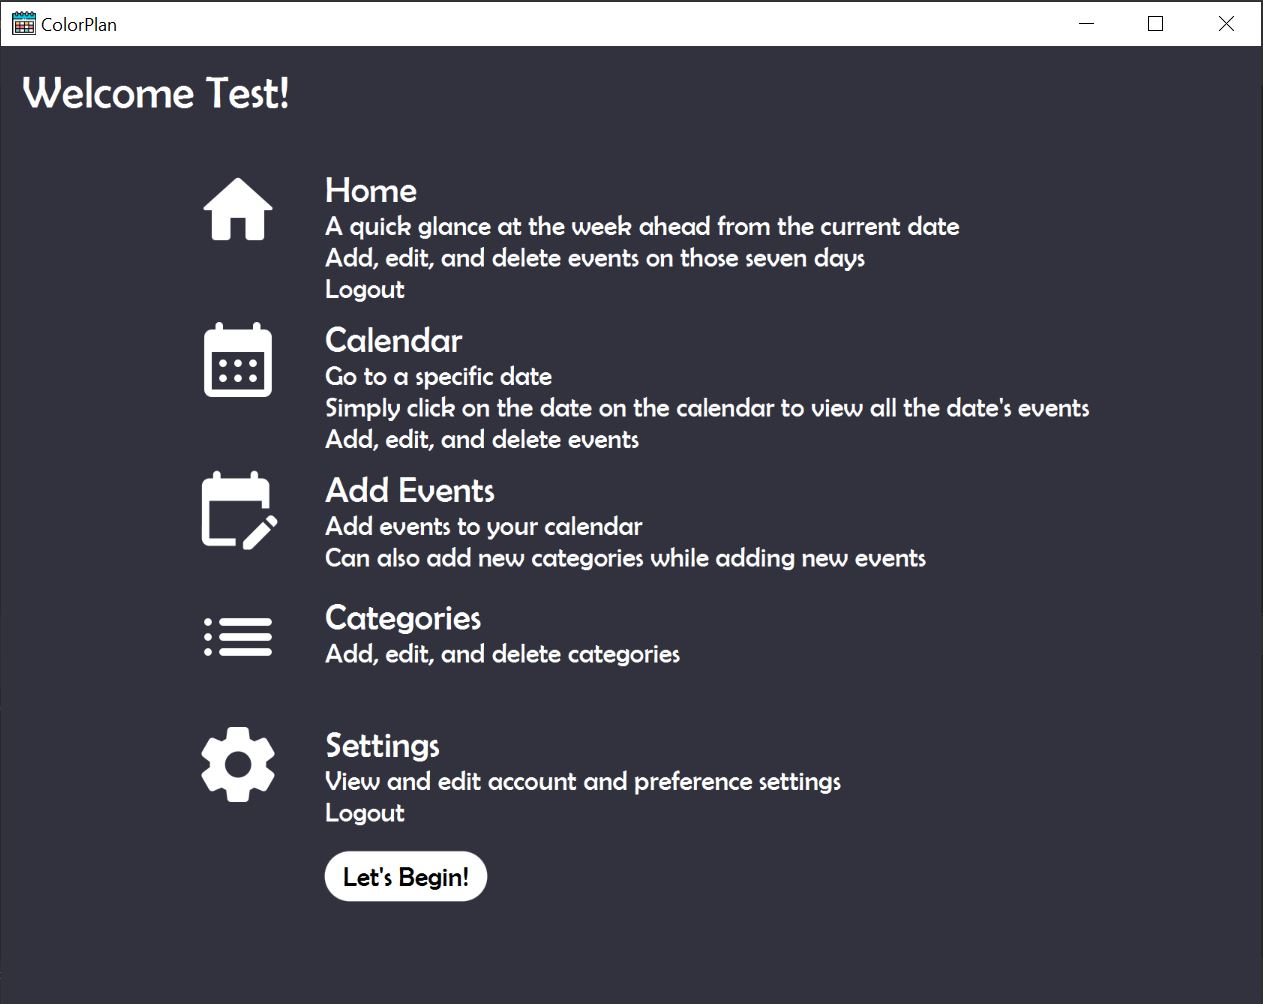 ColorPlan
Welcome Test!
Home
A quick glance at the week ahead from the current date
Add, edit, and delete events on those seven days
Logout
Calendar
Go to a specific date
Simply click on the date on the calendar to view all the date's events
Add, edit, and delete events
Add Events
Add events to your calendar
Can also add new categories while adding new events
Categories
Add, edit, and delete categories
Settings
View and edit account and preference settings
Logout
Let's Begin!